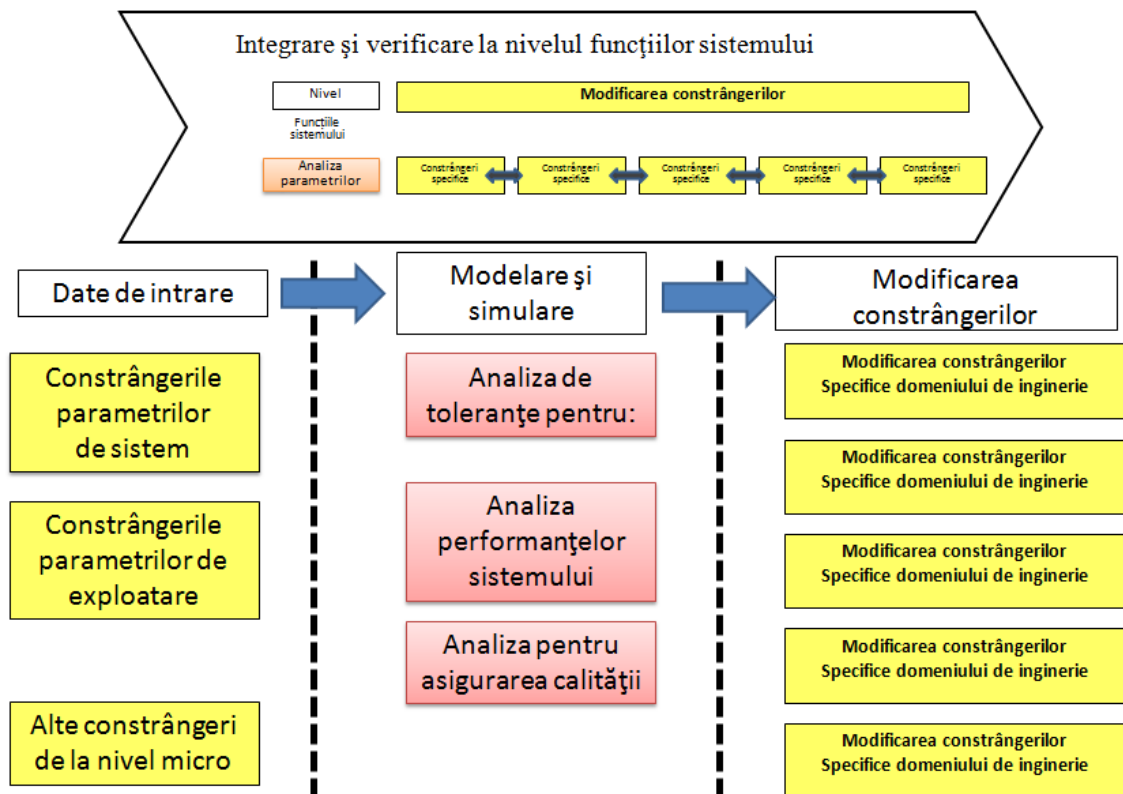 Integrare şi verificare la nivelul funcţiilor sistemului
Nivel
Modificarea constrângerilor
Funcțiile
sistemului
Analiza
parametrilor
Constrângeri
specifice
Constrângeri
specifice
Constrângeri
specifice
Constrângeri
specifice
Constrângeri
specifice
Date de intrare
Modelare şi
simulare
Modificarea
constrângerilor
Constrângerile
parametrilor
de sistem
Constrângerile
parametrilor de
exploatare
Alte constrângeri
de la nivel micro
Analiza de
toleranţe pentru:
Analiza
performanţelor
sistemului
Analiza pentru
asigurarea calităţii
Modificarea constrângerilor
Specifice domeniului de inginerie
Modificarea constrângerilor
Specifice domeniului de inginerie
Modificarea constrângerilor
Specifice domeniului de inginerie
Modificarea constrângerilor
Specifice domeniului de inginerie
Modificarea constrângerilor
Specifice domeniului de inginerie